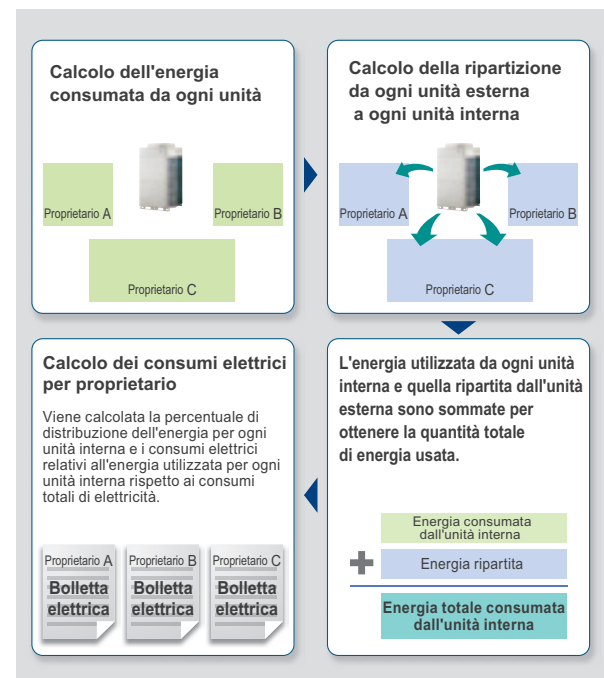 Calcolo dell'energia
consumata da ogni unità
Proprietario A
Proprietario B
Proprietario C
Calcolo della ripartizione
da ogni unità esterna
a ogni unità interna
Proprietario A
Proprietario B
Proprietario C
L'energia utilizzata da ogni unità
interna e quella ripartita dall'unità
esterna sono sommate per
ottenere la quantità totale
di energia usata.
Energia consumata
dall'unità interna
Energia ripartita
Energia totale consumata
dall'unità interna
Calcolo dei consumi elettrici
per proprietario
Viene calcolata la percentuale di
distribuzione dell'energia per ogni
unità interna e i consumi elettrici
relativi all'energia utilizzata per ogni
unità interna rispetto ai consumi
totali di elettricità.
Proprietario A
Bolletta
elettrica
Proprietario B
Bolletta
elettrica
Proprietario C
Bolletta
elettrica